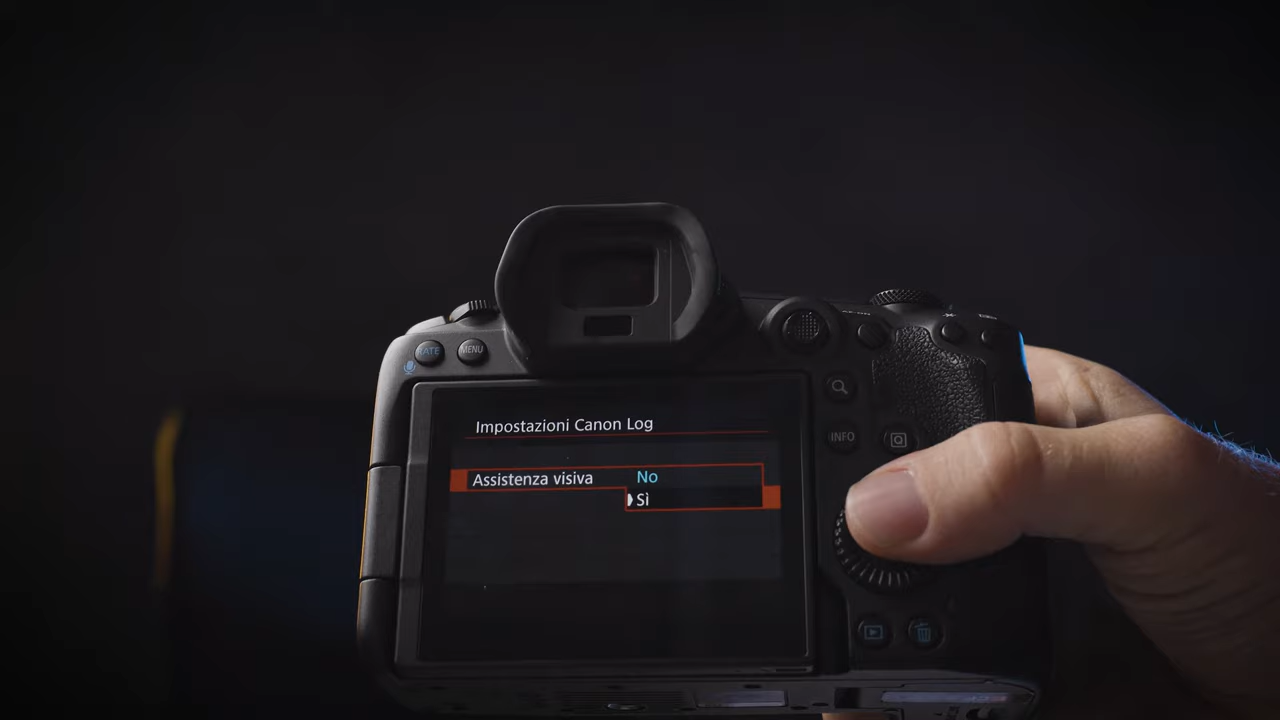 RATE
MENU
INFO
Q
Impostazioni Canon Log
Assistenza visiva
No
Sì